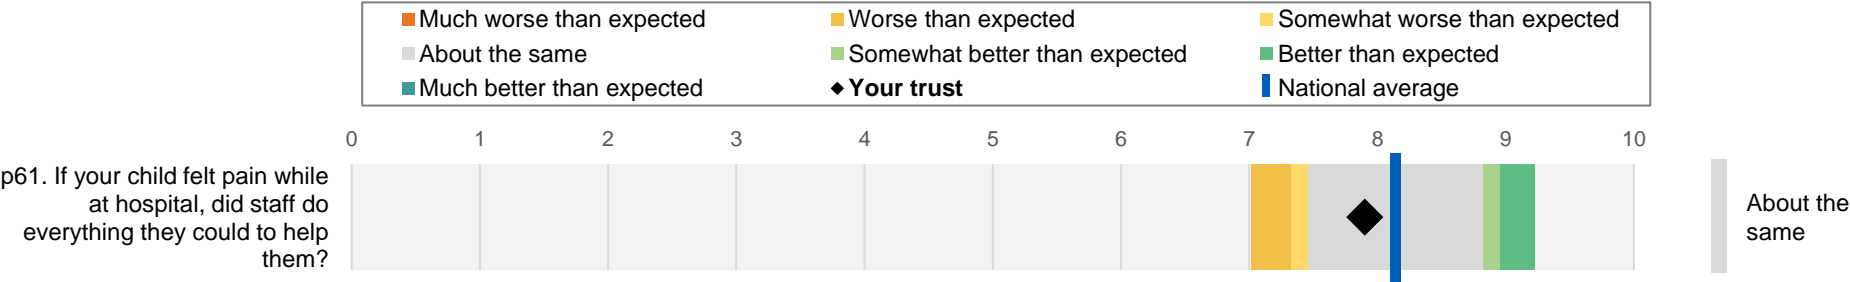 Much worse than expected
Worse than expected
Somewhat worse than expected
About the same
Somewhat better than expected
Better than expected
Much better than expected
Your trust
National average
0 1 2 3 4 5 6 7 8 9 10
p61. If your child felt pain while
at hospital, did staff do
everything they could to help
them?
About the
same